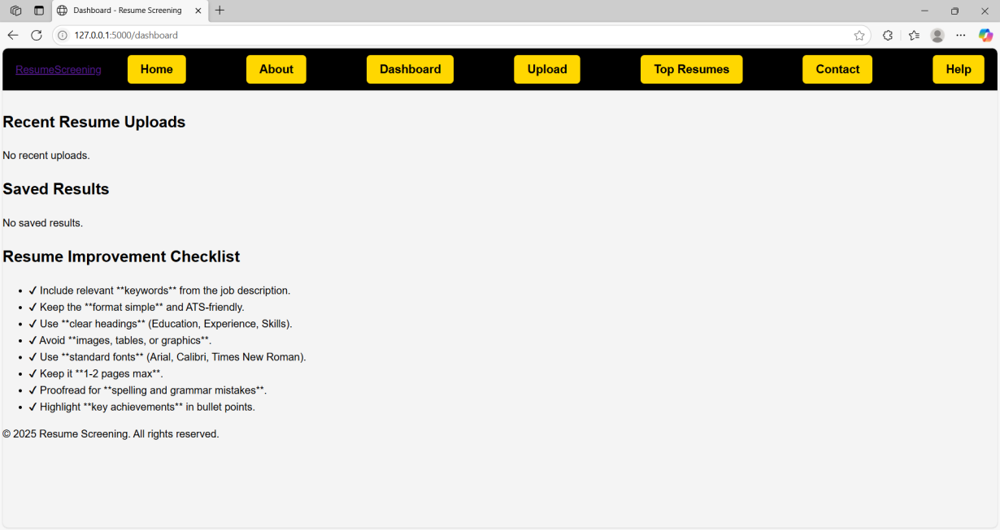 Dashboard - Resume Screening
127.0.0.1:5000/dashboard
ResumeScreening Home About Dashboard Upload Top Resumes Contact Help
Recent Resume Uploads
No recent uploads.
Saved Results
No saved results.
Resume Improvement Checklist
• ✓ Include relevant **keywords** from the job description.
• ✓ Keep the **format simple** and ATS-friendly.
• ✓ Use **clear headings** (Education, Experience, Skills).
• ✓ Avoid **images, tables, or graphics**.
• ✓ Use **standard fonts** (Arial, Calibri, Times New Roman).
• ✓ Keep it **1-2 pages max**.
• ✓ Proofread for **spelling and grammar mistakes**.
• ✓ Highlight **key achievements** in bullet points.
© 2025 Resume Screening. All rights reserved.